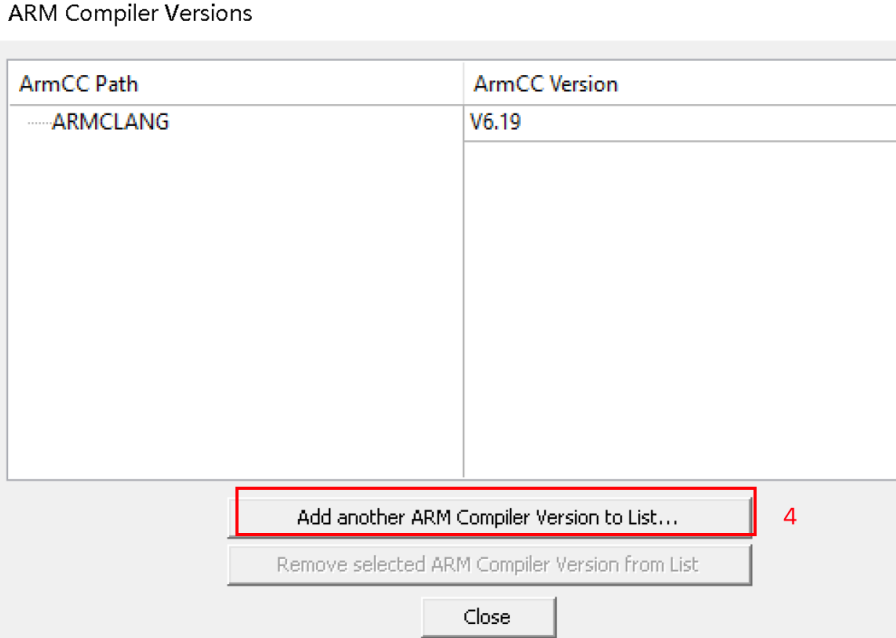 ARM Compiler Versions
ArmCC Path ArmCC Version
ARMCLANG V6.19
Add another ARM Compiler Version to List... 4
Remove selected ARM Compiler Version from List
Close